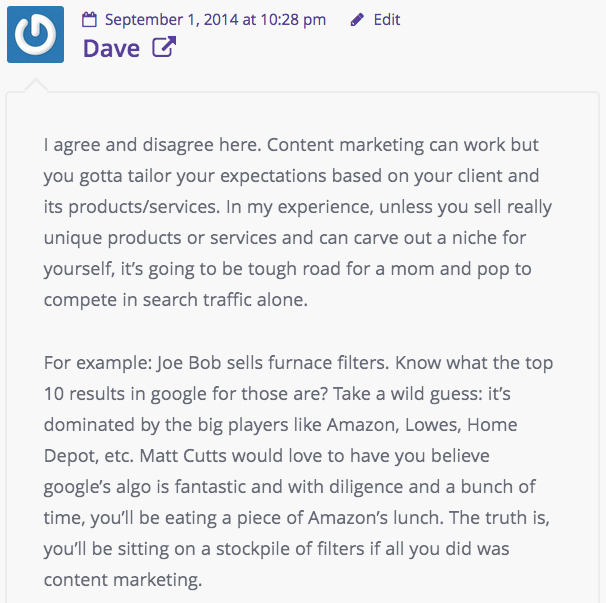 September 1, 2014 at 10:28 pm Edit
Dave
I agree and disagree here. Content marketing can work but
you gotta tailor your expectations based on your client and
its products/services. In my experience, unless you sell really
unique products or services and can carve out a niche for
yourself, it’s going to be tough road for a mom and pop to
compete in search traffic alone.
For example: Joe Bob sells furnace filters. Know what the top
10 results in google for those are? Take a wild guess: it’s
dominated by the big players like Amazon, Lowes, Home
Depot, etc. Matt Cutts would love to have you believe
google’s algo is fantastic and with diligence and a bunch of
time, you’ll be eating a piece of Amazon’s lunch. The truth is,
you’ll be sitting on a stockpile of filters if all you did was
content marketing.